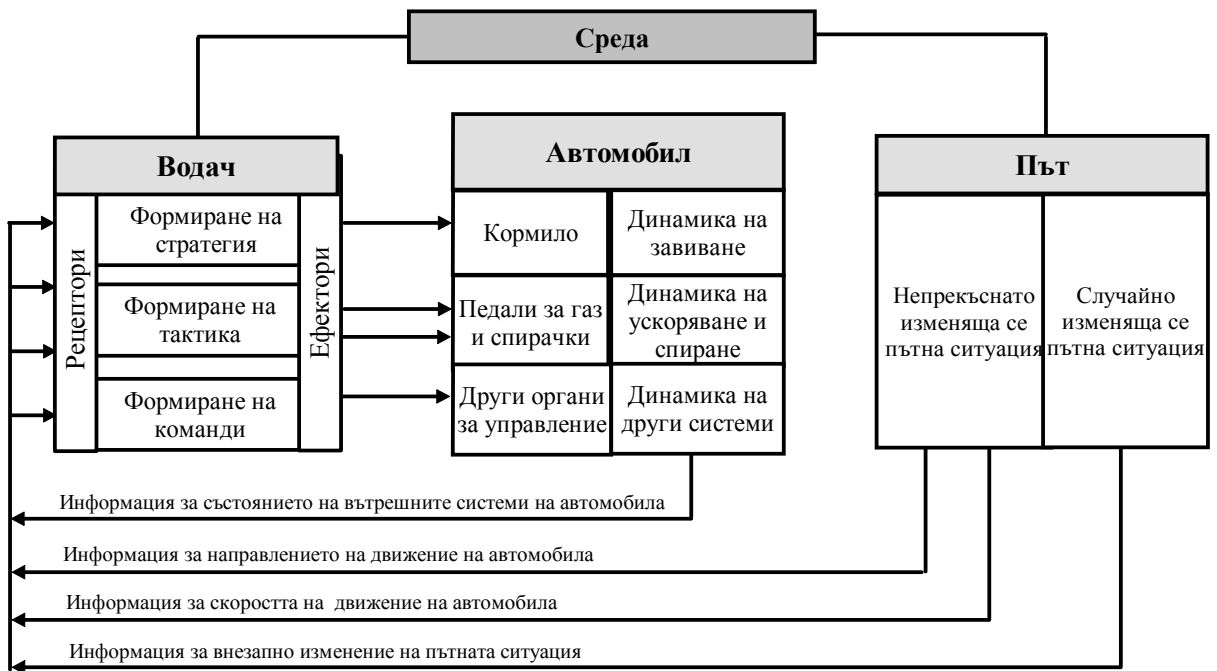 Среда
Водач
Рецептори
Формиране на
стратегия
Формиране на
тактика
Формиране на
команди
Ефектори
Автомобил
Кормило
Динамика на
завиване
Педали за газ
и спирачки
Динамика на
ускоряване и
спиране
Други органи
за управление
Динамика на
други системи
Път
Непрекъснато
изменяща се
пътна ситуация
Случайно
изменяща се
пътна ситуация
Информация за състоянието на вътрешните системи на автомобила
Информация за направлението на движение на автомобила
Информация за скоростта на движение на автомобила
Информация за внезапно изменение на пътната ситуация